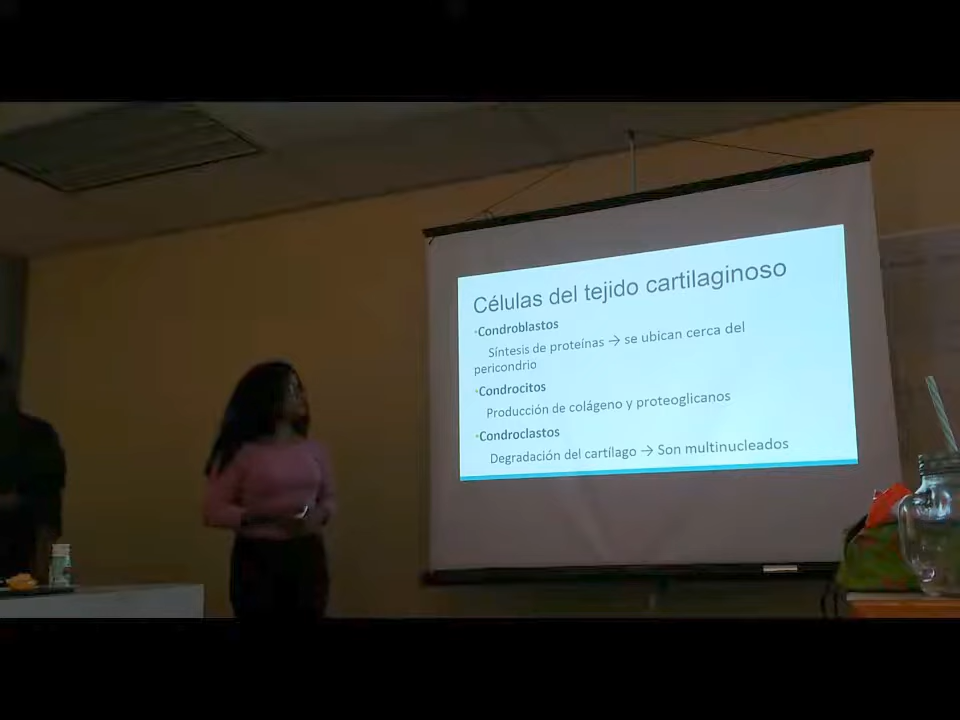 Células del tejido cartilaginoso
•Condroblastos
Síntesis de proteínas → se ubican cerca del
pericondrio
•Condrocitos
Producción de colágeno y proteoglicanos
•Condroclastos
Degradación del cartílago → Son multinucleados